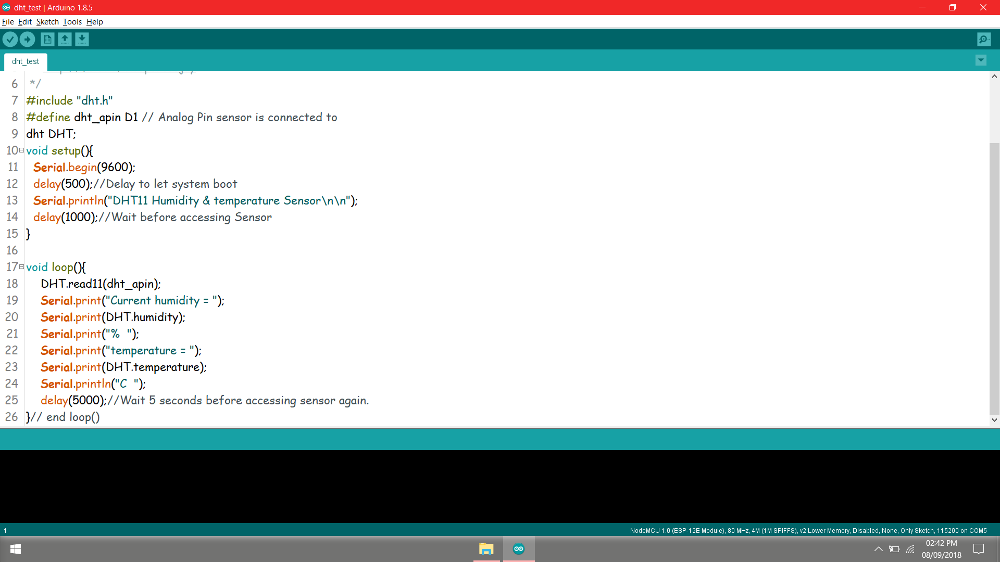 dht_test | Arduino 1.8.5
File Edit Sketch Tools Help
dht_test
6 */
7 #include "dht.h"
8 #define dht_apin D1 // Analog Pin sensor is connected to
9 dht DHT;
10 void setup(){
11 Serial.begin(9600);
12 delay(500);//Delay to let system boot
13 Serial.println("DHT11 Humidity & temperature Sensor\n\n");
14 delay(1000);//Wait before accessing Sensor
15 }
16
17 void loop(){
18 DHT.read11(dht_apin);
19 Serial.print("Current humidity = ");
20 Serial.print(DHT.humidity);
21 Serial.print("%  ");
22 Serial.print("temperature = ");
23 Serial.print(DHT.temperature);
24 Serial.println("C  ");
25 delay(5000);//Wait 5 seconds before accessing sensor again.
26 }// end loop()
1 NodeMCU 1.0 (ESP-12E Module), 80 MHz, 4M (1M SPIFFS), v2 Lower Memory, Disabled, None, Only Sketch, 115200 on COM5
02:42 PM
08/09/2018